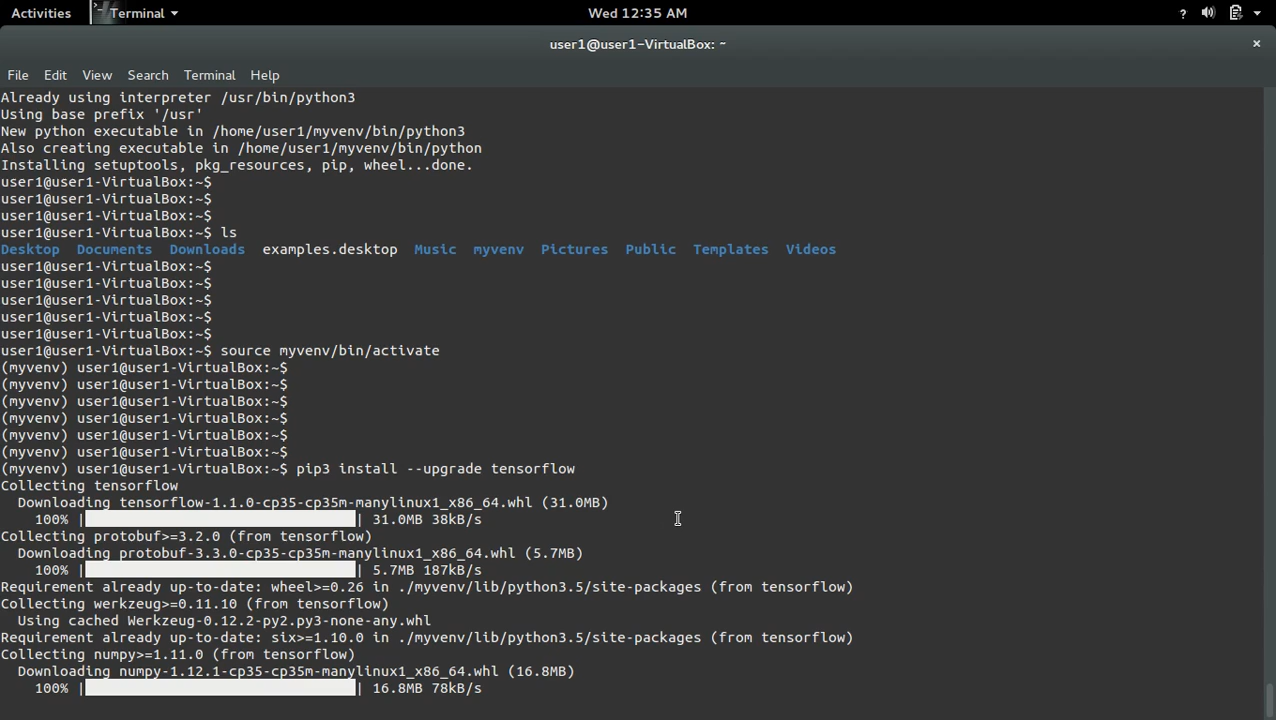 Activities Terminal Wed 12:35 AM ?
user1@user1-VirtualBox: ~ ×
File Edit View Search Terminal Help
Already using interpreter /usr/bin/python3
Using base prefix '/usr'
New python executable in /home/user1/myvenv/bin/python3
Also creating executable in /home/user1/myvenv/bin/python
Installing setuptools, pkg_resources, pip, wheel...done.
user1@user1-VirtualBox:~$
user1@user1-VirtualBox:~$
user1@user1-VirtualBox:~$
user1@user1-VirtualBox:~$ ls
Desktop Documents Downloads examples.desktop Music myvenv Pictures Public Templates Videos
user1@user1-VirtualBox:~$
user1@user1-VirtualBox:~$
user1@user1-VirtualBox:~$
user1@user1-VirtualBox:~$
user1@user1-VirtualBox:~$
user1@user1-VirtualBox:~$ source myvenv/bin/activate
(myvenv) user1@user1-VirtualBox:~$
(myvenv) user1@user1-VirtualBox:~$
(myvenv) user1@user1-VirtualBox:~$
(myvenv) user1@user1-VirtualBox:~$
(myvenv) user1@user1-VirtualBox:~$
(myvenv) user1@user1-VirtualBox:~$
(myvenv) user1@user1-VirtualBox:~$ pip3 install --upgrade tensorflow
Collecting tensorflow
  Downloading tensorflow-1.1.0-cp35-cp35m-manylinux1_x86_64.whl (31.0MB)
    100% |████████████████████████████████| 31.0MB 38kB/s
Collecting protobuf>=3.2.0 (from tensorflow)
  Downloading protobuf-3.3.0-cp35-cp35m-manylinux1_x86_64.whl (5.7MB)
    100% |████████████████████████████████| 5.7MB 187kB/s
Requirement already up-to-date: wheel>=0.26 in ./myvenv/lib/python3.5/site-packages (from tensorflow)
Collecting werkzeug>=0.11.10 (from tensorflow)
  Using cached Werkzeug-0.12.2-py2.py3-none-any.whl
Requirement already up-to-date: six>=1.10.0 in ./myvenv/lib/python3.5/site-packages (from tensorflow)
Collecting numpy>=1.11.0 (from tensorflow)
  Downloading numpy-1.12.1-cp35-cp35m-manylinux1_x86_64.whl (16.8MB)
    100% |████████████████████████████████| 16.8MB 78kB/s